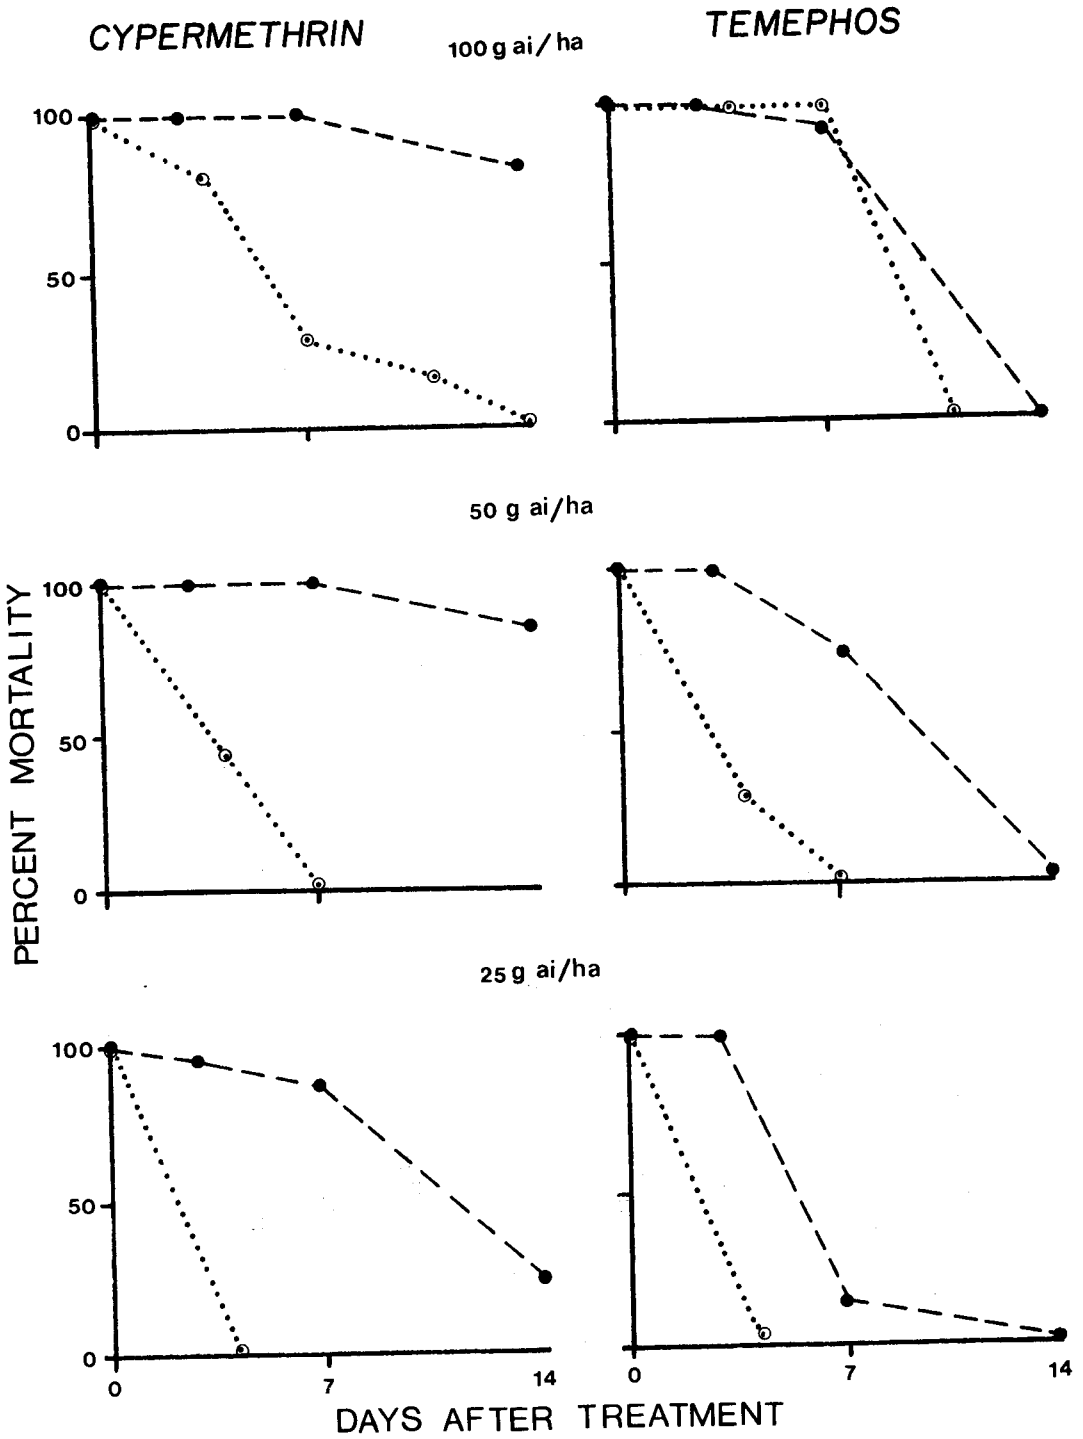 CYPERMETHRIN
TEMEPHOS
100 g ai/ha
100
50
0
50 g ai/ha
100
50
0
PERCENT MORTALITY
25 g ai/ha
100
50
0
0 7 14
0 7 14
DAYS AFTER TREATMENT